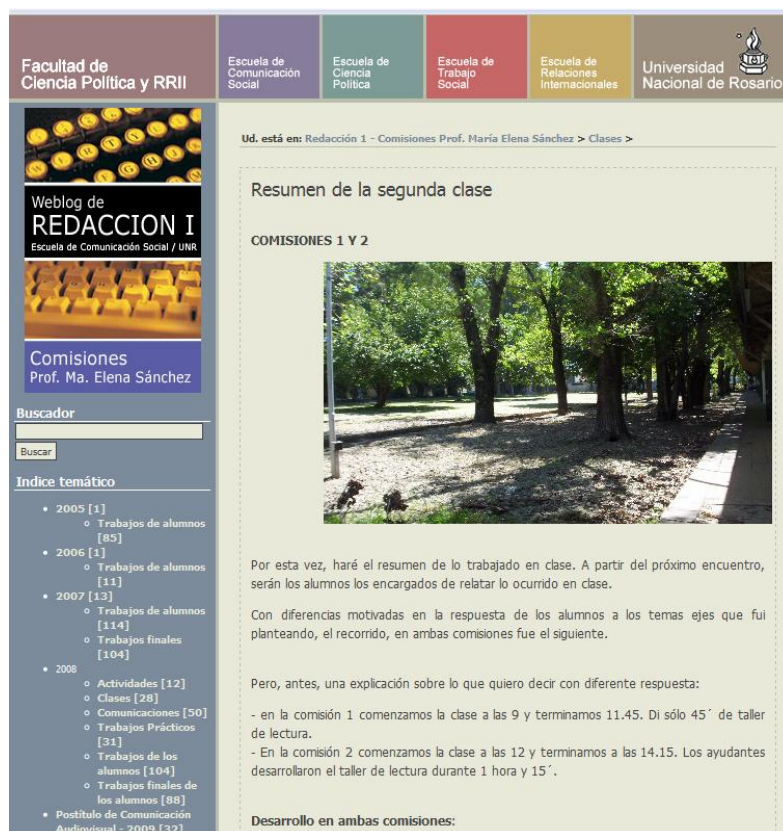 Facultad de
Ciencia Política y RRII
Escuela de
Comunicación
Social
Escuela de
Ciencia
Política
Escuela de
Trabajo
Social
Escuela de
Relaciones
Internacionales
Universidad
Nacional de Rosario
Weblog de
REDACCION I
Escuela de Comunicación Social / UNR
Comisiones
Prof. Ma. Elena Sánchez
Buscador
Buscar
Indice temático
• 2005 [1]
Trabajos de alumnos
[85]
• 2006 [1]
Trabajos de alumnos
[11]
• 2007 [13]
Trabajos de alumnos
[114]
Trabajos finales
[104]
• 2008
Actividades [12]
Clases [28]
Comunicaciones [50]
Trabajos Prácticos
[31]
Trabajos de los
alumnos [104]
Trabajos finales de
los alumnos [88]
• Postítulo de Comunicación
Audiovisual - 2009 [32]
Ud. está en: Redacción 1 - Comisiones Prof. María Elena Sánchez > Clases >
Resumen de la segunda clase
COMISIONES 1 Y 2
Por esta vez, haré el resumen de lo trabajado en clase. A partir del próximo encuentro,
serán los alumnos los encargados de relatar lo ocurrido en clase.
Con diferencias motivadas en la respuesta de los alumnos a los temas ejes que fui
planteando, el recorrido, en ambas comisiones fue el siguiente.
Pero, antes, una explicación sobre lo que quiero decir con diferente respuesta:
- en la comisión 1 comenzamos la clase a las 9 y terminamos 11.45. Di sólo 45´ de taller
de lectura.
- En la comisión 2 comenzamos la clase a las 12 y terminamos a las 14.15. Los ayudantes
desarrollaron el taller de lectura durante 1 hora y 15´.
Desarrollo en ambas comisiones: